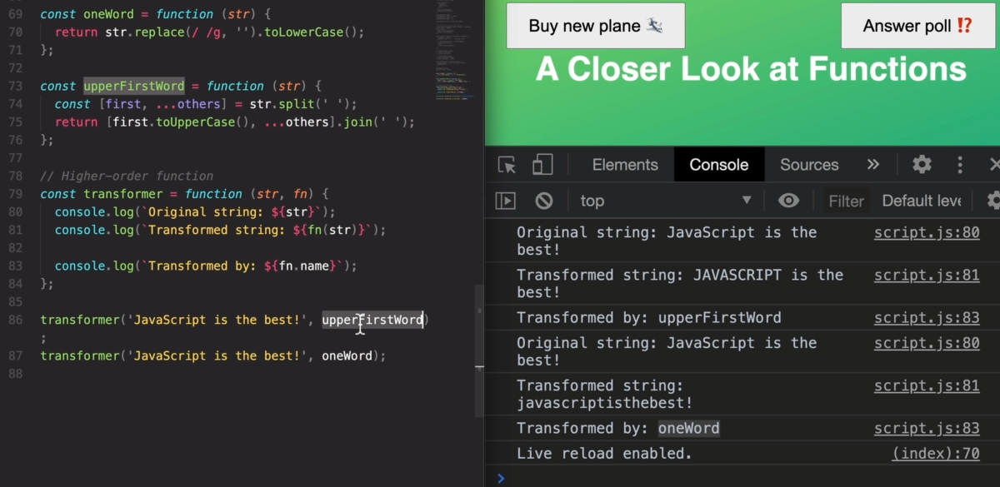 69 const oneWord = function (str) {
70 return str.replace(/ /g, '').toLowerCase();
71 };
72
73 const upperFirstWord = function (str) {
74 const [first, ...others] = str.split(' ');
75 return [first.toUpperCase(), ...others].join(' ');
76 };
77
78 // Higher-order function
79 const transformer = function (str, fn) {
80 console.log(`Original string: ${str}`);
81 console.log(`Transformed string: ${fn(str)}`);
82
83 console.log(`Transformed by: ${fn.name}`);
84 };
85
86 transformer('JavaScript is the best!', upperFirstWord)
;
87 transformer('JavaScript is the best!', oneWord);
88
Buy new plane 🛩 Answer poll ⁉️
A Closer Look at Functions
Elements Console Sources »
top ▼ Filter Default leve
Original string: JavaScript is the script.js:80
best!
Transformed string: JAVASCRIPT is the script.js:81
best!
Transformed by: upperFirstWord script.js:83
Original string: JavaScript is the script.js:80
best!
Transformed string: script.js:81
javascriptisthebest!
Transformed by: oneWord script.js:83
Live reload enabled. (index):70
›